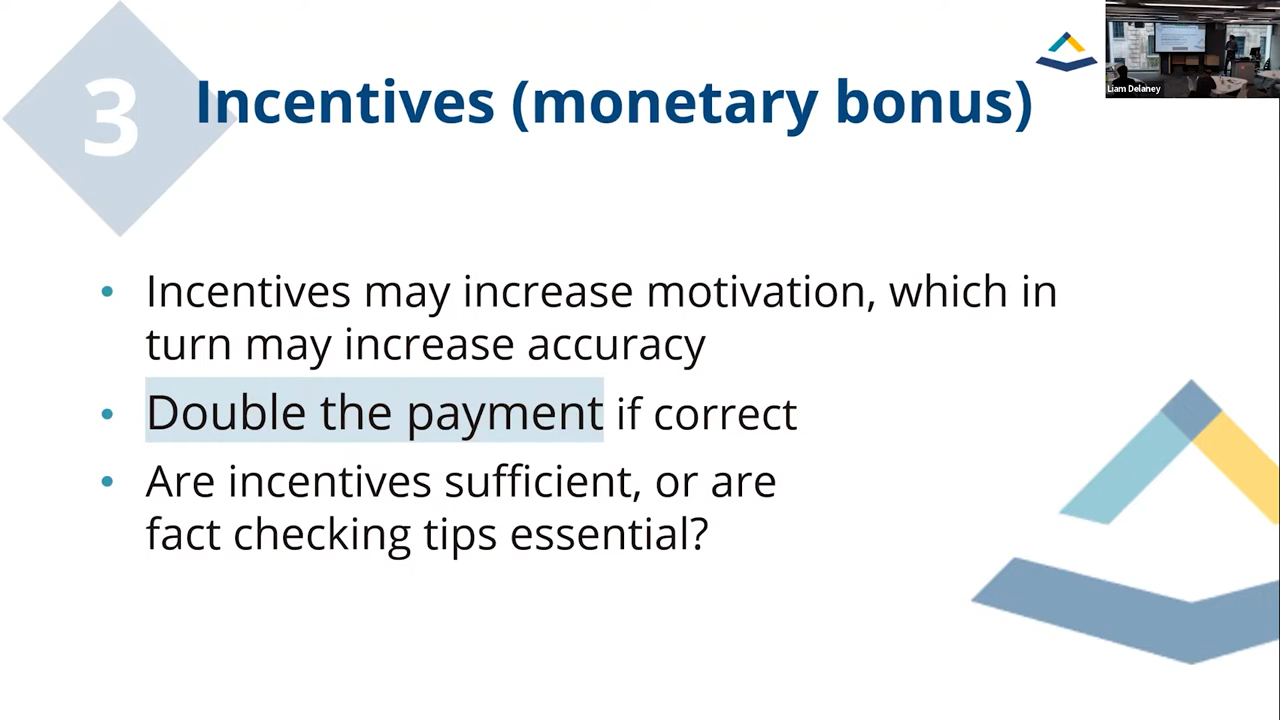 3
Incentives (monetary bonus)
Liam Delaney
• Incentives may increase motivation, which in
turn may increase accuracy
• Double the payment if correct
• Are incentives sufficient, or are
fact checking tips essential?